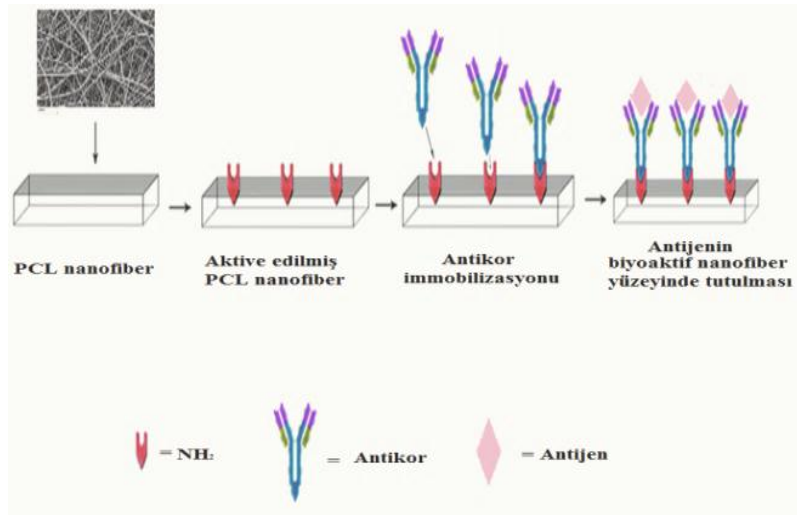 PCL nanofiber
Aktive edilmiş
PCL nanofiber
Antikor
immobilizasyonu
Antijenin
biyoaktif nanofiber
yüzeyinde tutulması
= NH₂
= Antikor
= Antijen